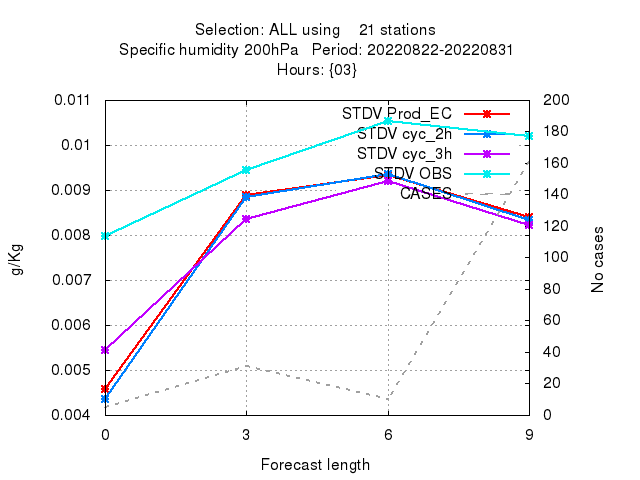 Selection: ALL using 21 stations
Specific humidity 200hPa Period: 20220822-20220831
Hours: {03}
0.011
0.01
0.009
0.008
0.007
0.006
0.005
0.004
g/Kg
STDV Prod_EC
STDV cyc_2h
STDV cyc_3h
STDV OBS
CASES
200
180
160
140
120
100
80
60
40
20
0
No cases
0 3 6 9
Forecast length